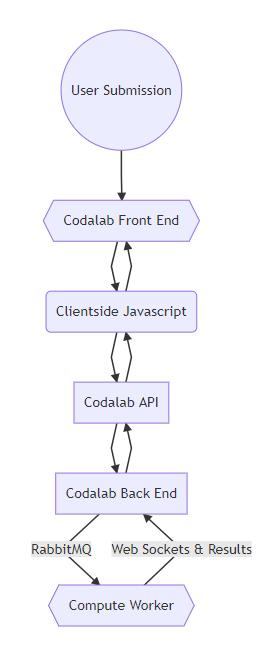 User Submission
Codalab Front End
Clientside Javascript
Codalab API
Codalab Back End
RabbitMQ
Web Sockets & Results
Compute Worker